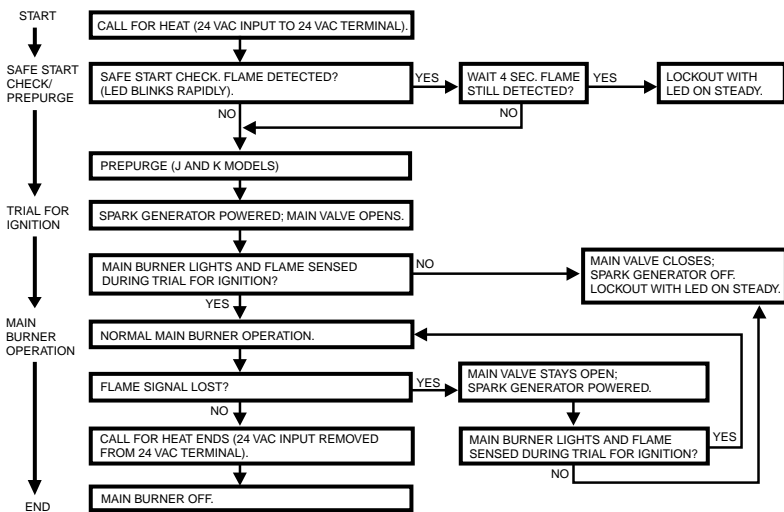 START
CALL FOR HEAT (24 VAC INPUT TO 24 VAC TERMINAL).
SAFE START
CHECK/
PREPURGE
SAFE START CHECK. FLAME DETECTED?
(LED BLINKS RAPIDLY).
YES
WAIT 4 SEC. FLAME
STILL DETECTED?
YES
LOCKOUT WITH
LED ON STEADY.
NO
NO
PREPURGE (J AND K MODELS)
TRIAL FOR
IGNITION
SPARK GENERATOR POWERED; MAIN VALVE OPENS.
MAIN BURNER LIGHTS AND FLAME SENSED
DURING TRIAL FOR IGNITION?
NO
MAIN VALVE CLOSES;
SPARK GENERATOR OFF.
LOCKOUT WITH LED ON STEADY.
YES
MAIN
BURNER
OPERATION
NORMAL MAIN BURNER OPERATION.
FLAME SIGNAL LOST?
YES
MAIN VALVE STAYS OPEN;
SPARK GENERATOR POWERED.
NO
CALL FOR HEAT ENDS (24 VAC INPUT REMOVED
FROM 24 VAC TERMINAL).
MAIN BURNER LIGHTS AND FLAME
SENSED DURING TRIAL FOR IGNITION?
YES
NO
MAIN BURNER OFF.
END